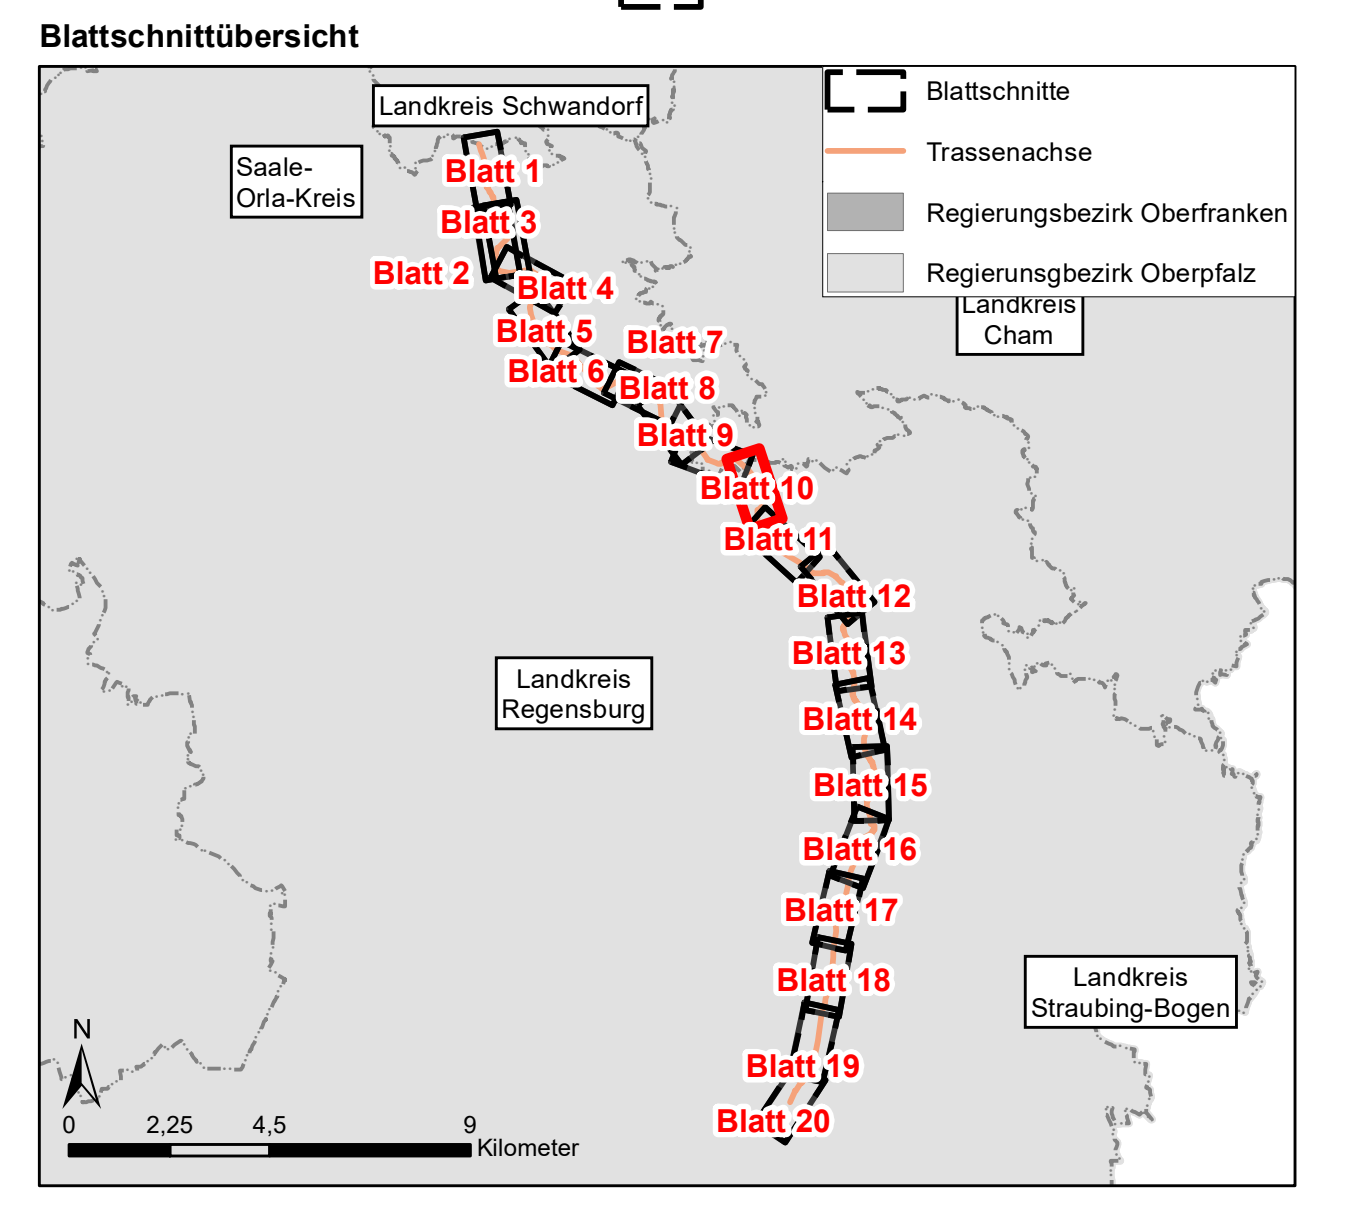 Blattschnittübersicht
Blattschnitte
Trassenachse
Regierungsbezirk Oberfranken
Regierunsgbezirk Oberpfalz
Landkreis Schwandorf
Saale-
Orla-Kreis
Landkreis
Cham
Blatt 1
Blatt 3
Blatt 2
Blatt 4
Blatt 5
Blatt 7
Blatt 6
Blatt 8
Blatt 9
Blatt 10
Blatt 11
Blatt 12
Blatt 13
Landkreis
Regensburg
Blatt 14
Blatt 15
Blatt 16
Blatt 17
Blatt 18
Landkreis
Straubing-Bogen
Blatt 19
Blatt 20
N
0 2,25 4,5 9
Kilometer